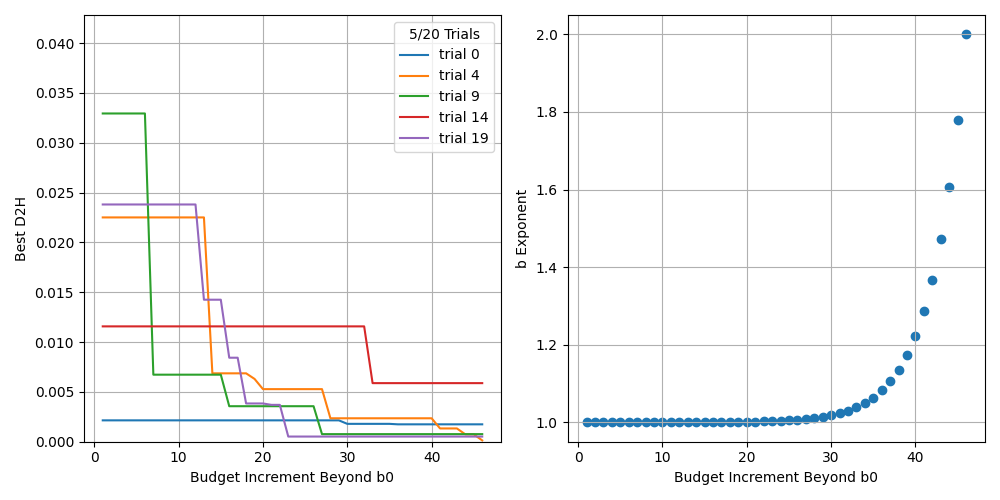 0.040
0.035
0.030
0.025
0.020
0.015
0.010
0.005
0.000
Best D2H
0 10 20 30 40
Budget Increment Beyond b0
5/20 Trials
trial 0
trial 4
trial 9
trial 14
trial 19
2.0
1.8
1.6
1.4
1.2
1.0
b Exponent
0 10 20 30 40
Budget Increment Beyond b0